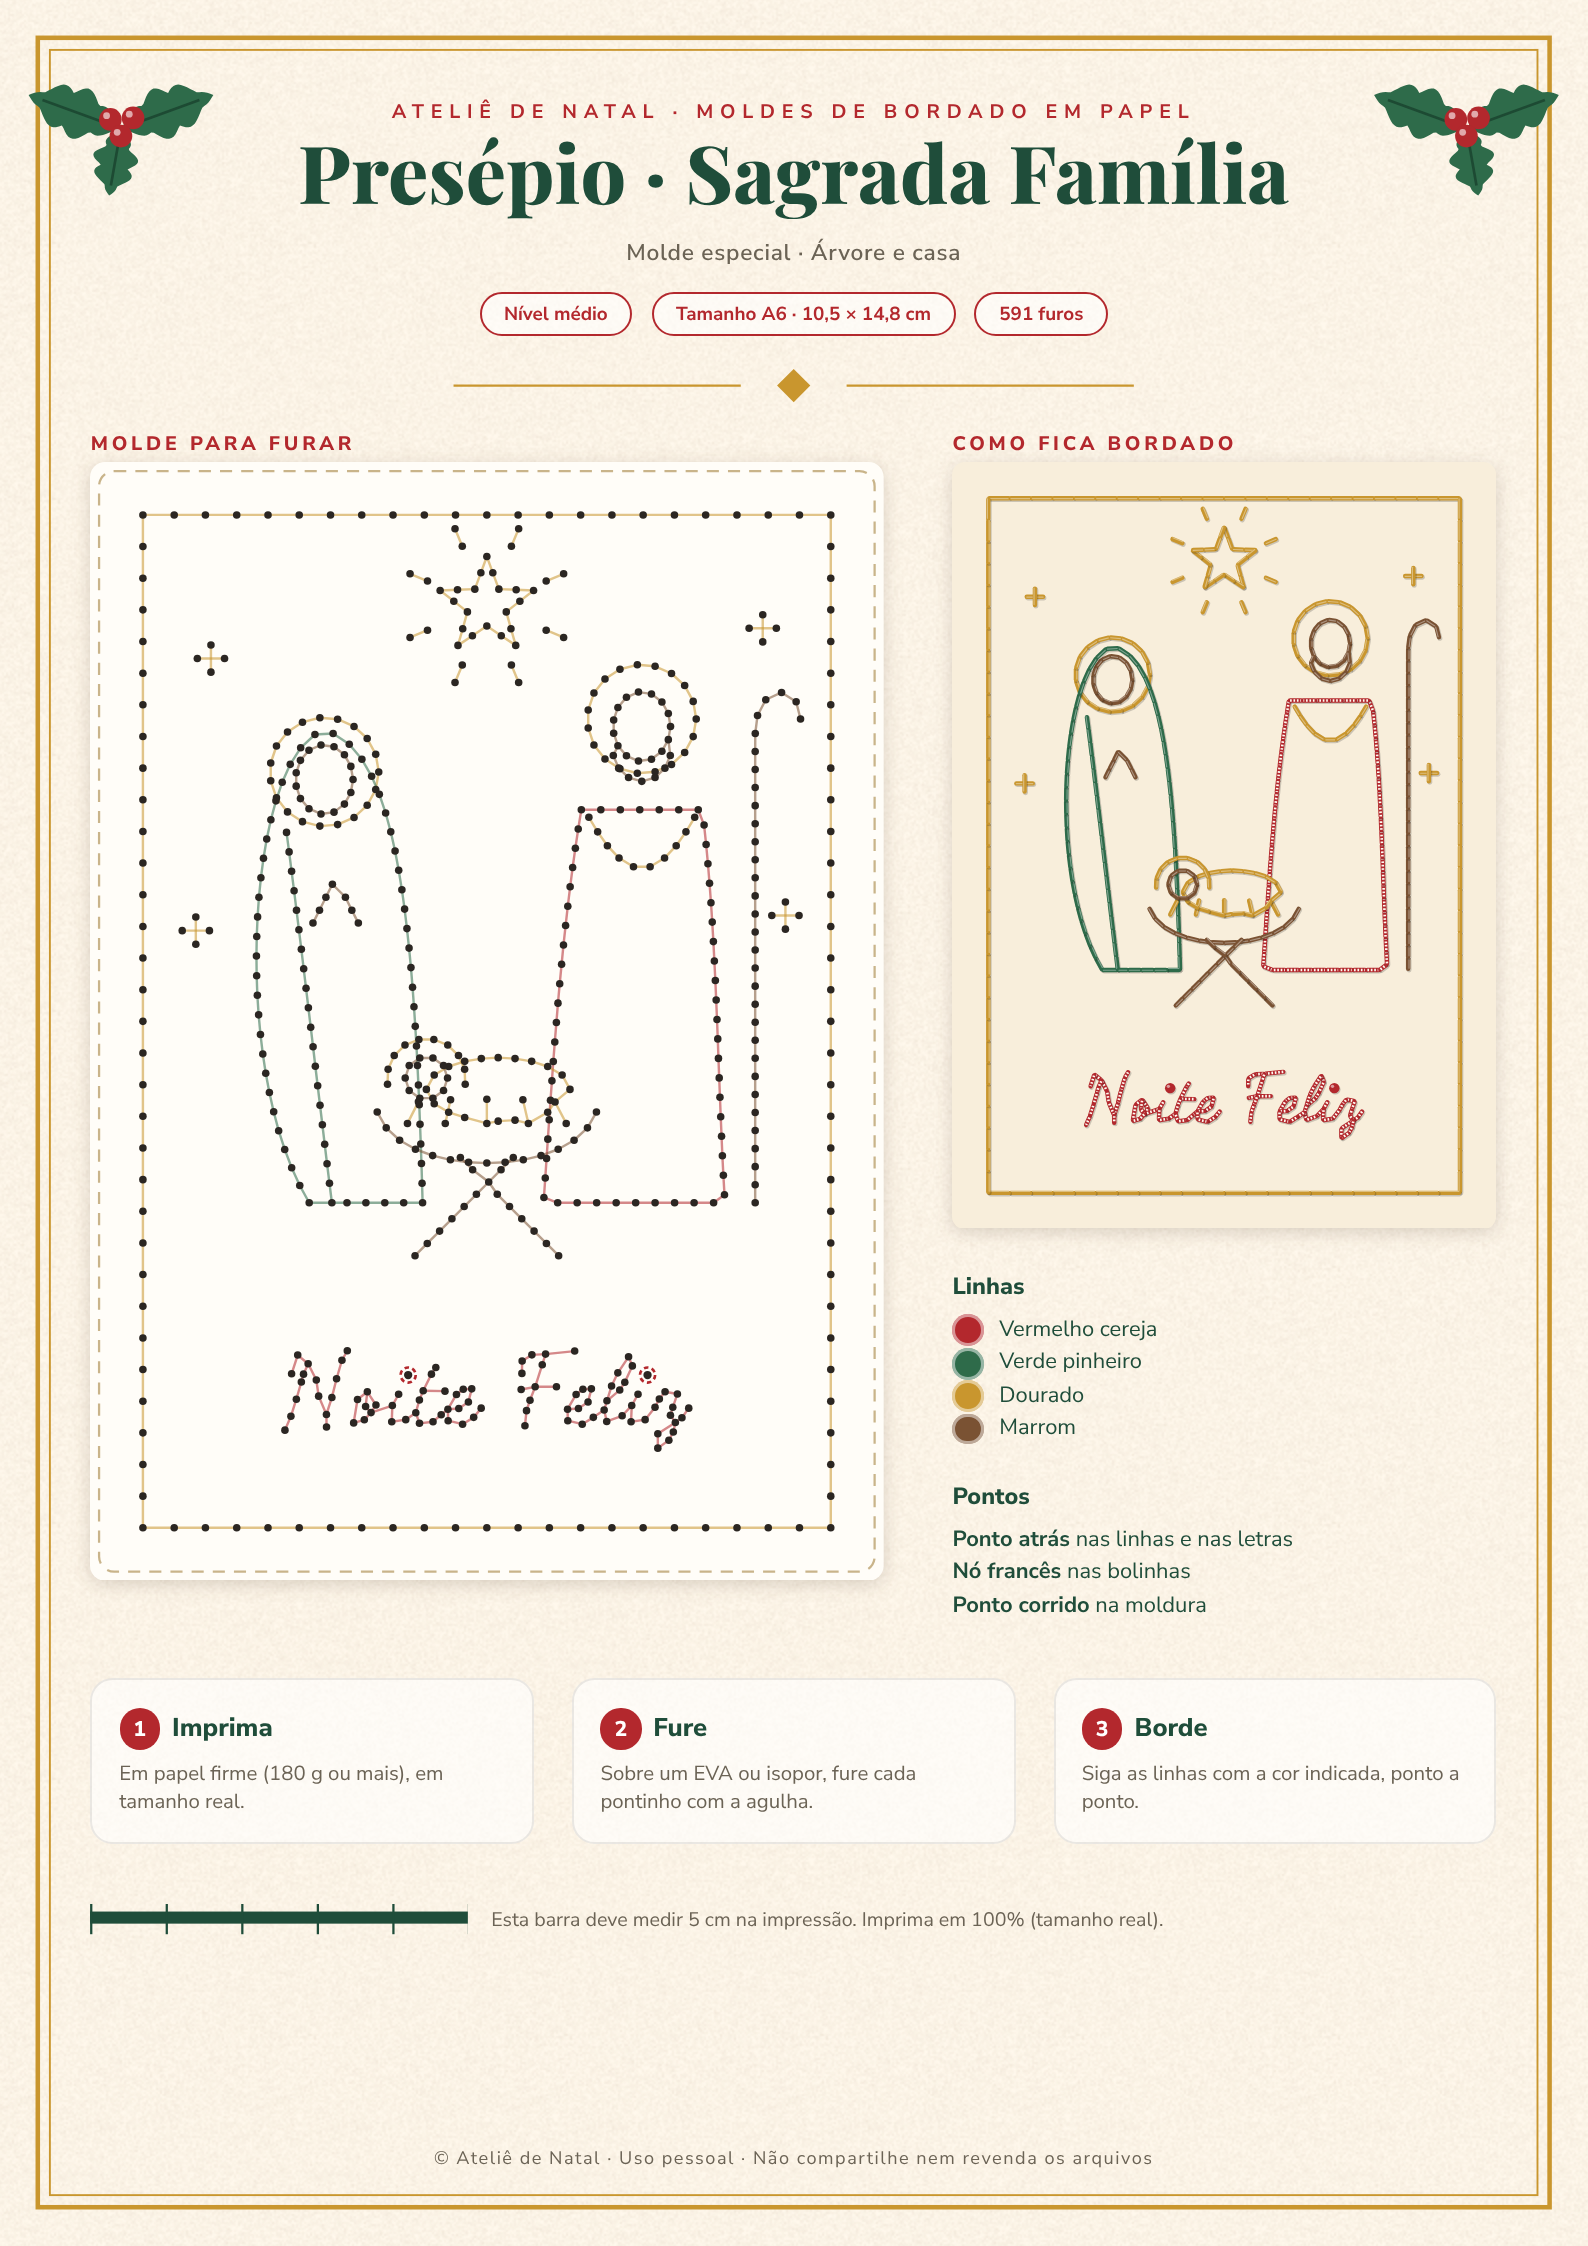 ATELIÊ DE NATAL · MOLDES DE BORDADO EM PAPEL
Presépio · Sagrada Família
Molde especial · Árvore e casa
Nível médio
Tamanho A6 · 10,5 × 14,8 cm
591 furos
MOLDE PARA FURAR
Noite Feliz
COMO FICA BORDADO
Noite Feliz
Linhas
Vermelho cereja
Verde pinheiro
Dourado
Marrom
Pontos
Ponto atrás nas linhas e nas letras
Nó francês nas bolinhas
Ponto corrido na moldura
1 Imprima
Em papel firme (180 g ou mais), em
tamanho real.
2 Fure
Sobre um EVA ou isopor, fure cada
pontinho com a agulha.
3 Borde
Siga as linhas com a cor indicada, ponto a
ponto.
Esta barra deve medir 5 cm na impressão. Imprima em 100% (tamanho real).
© Ateliê de Natal · Uso pessoal · Não compartilhe nem revenda os arquivos